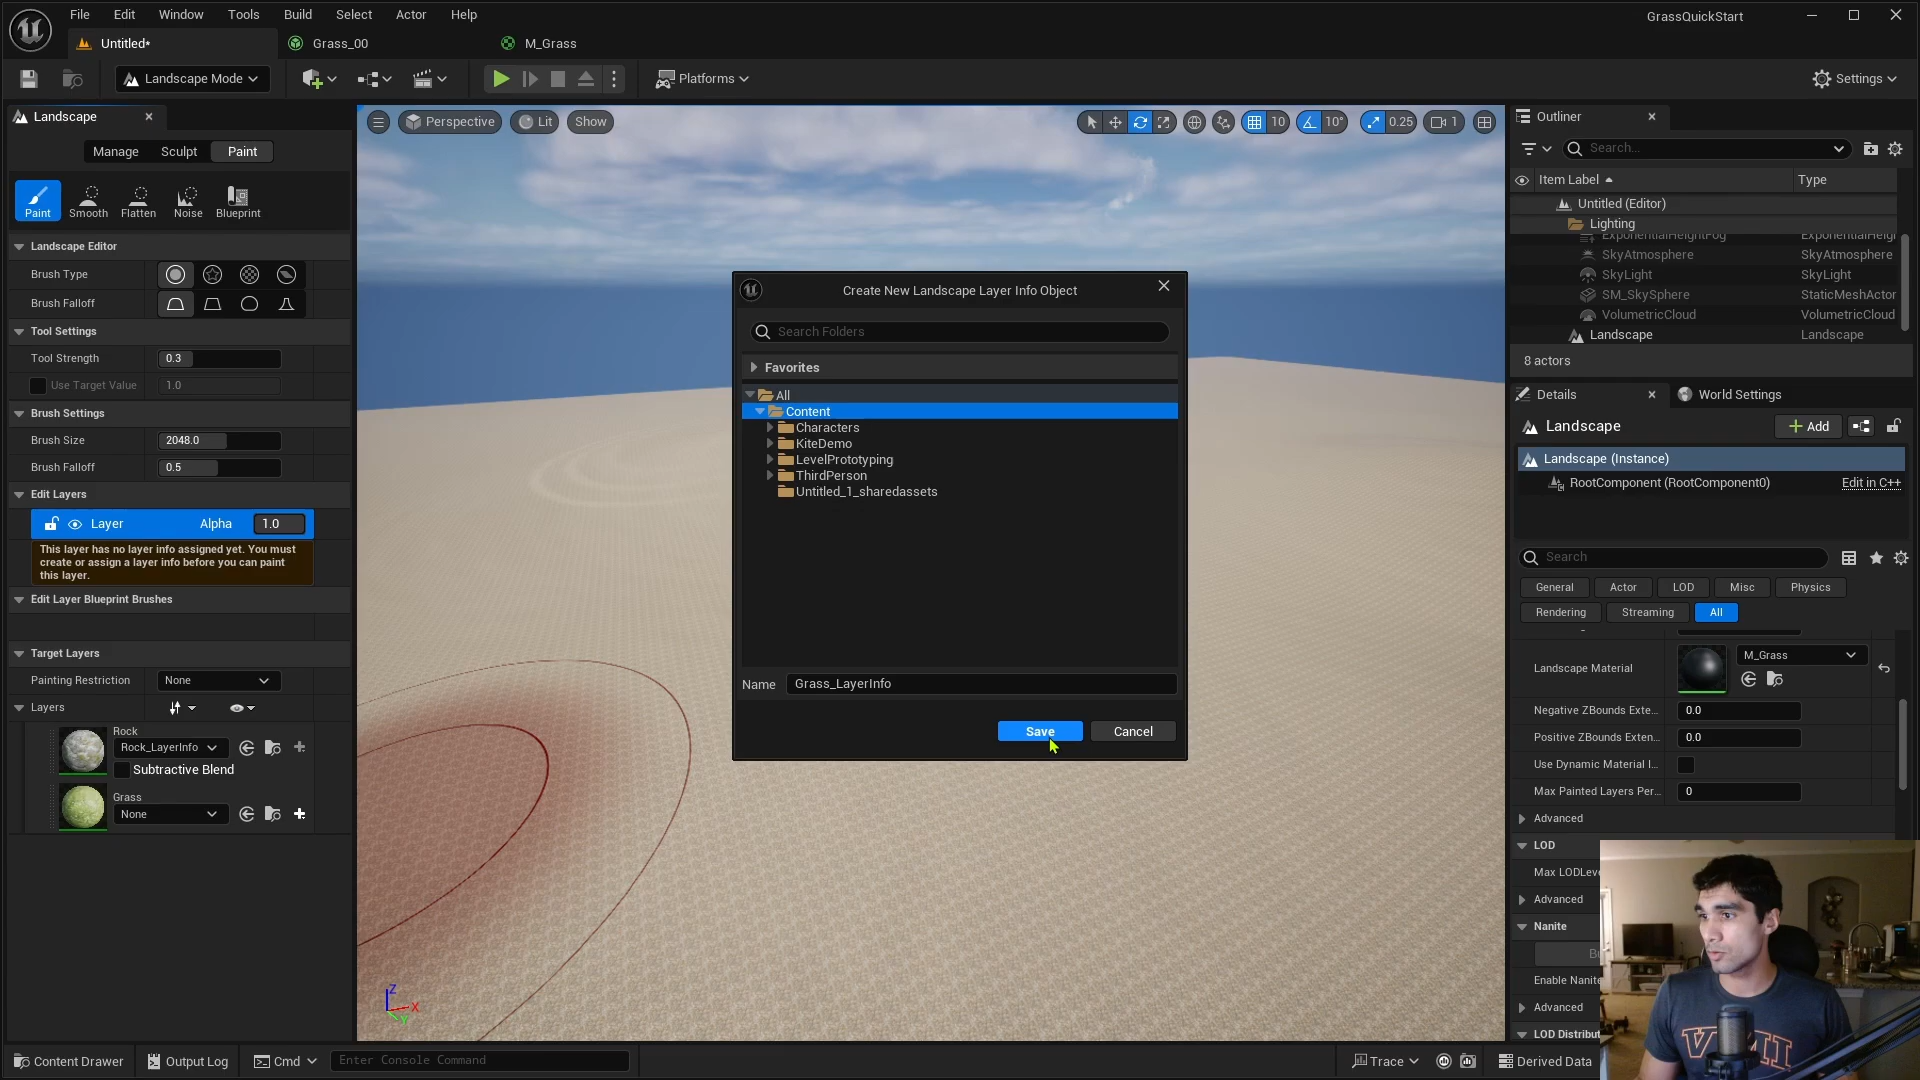 File Edit Window Tools Build Select Actor Help
GrassQuickStart
Untitled*
Grass_00
M_Grass
Landscape Mode
Platforms
Settings
Landscape
Manage Sculpt Paint
Paint Smooth Flatten Noise Blueprint
Landscape Editor
Brush Type
Brush Falloff
Tool Settings
Tool Strength 0.3
Use Target Value 1.0
Brush Settings
Brush Size 2048.0
Brush Falloff 0.5
Edit Layers
Layer Alpha 1.0
This layer has no layer info assigned yet. You must
create or assign a layer info before you can paint
this layer.
Edit Layer Blueprint Brushes
Target Layers
Painting Restriction None
Layers
Rock
Rock_LayerInfo
Subtractive Blend
Grass
None
Perspective Lit Show
10 10° 0.25 1
Create New Landscape Layer Info Object
Search Folders
Favorites
All
Content
Characters
KiteDemo
LevelPrototyping
ThirdPerson
Untitled_1_sharedassets
Name Grass_LayerInfo
Save Cancel
Z
X
Y
Outliner
Search...
Item Label Type
Untitled (Editor)
Lighting
ExponentialHeightFog ExponentialHeigl
SkyAtmosphere SkyAtmosphere
SkyLight SkyLight
SM_SkySphere StaticMeshActor
VolumetricCloud VolumetricCloud
Landscape Landscape
8 actors
Details World Settings
Landscape Add
Landscape (Instance)
RootComponent (RootComponent0) Edit in C++
Search
General Actor LOD Misc Physics
Rendering Streaming All
Landscape Material M_Grass
Negative ZBounds Exte... 0.0
Positive ZBounds Exten... 0.0
Use Dynamic Material I...
Max Painted Layers Per... 0
Advanced
LOD
Max LODLeve
Advanced
Nanite
Enable Nanite
Advanced
LOD Distribut
Content Drawer Output Log Cmd Enter Console Command
Trace Derived Data